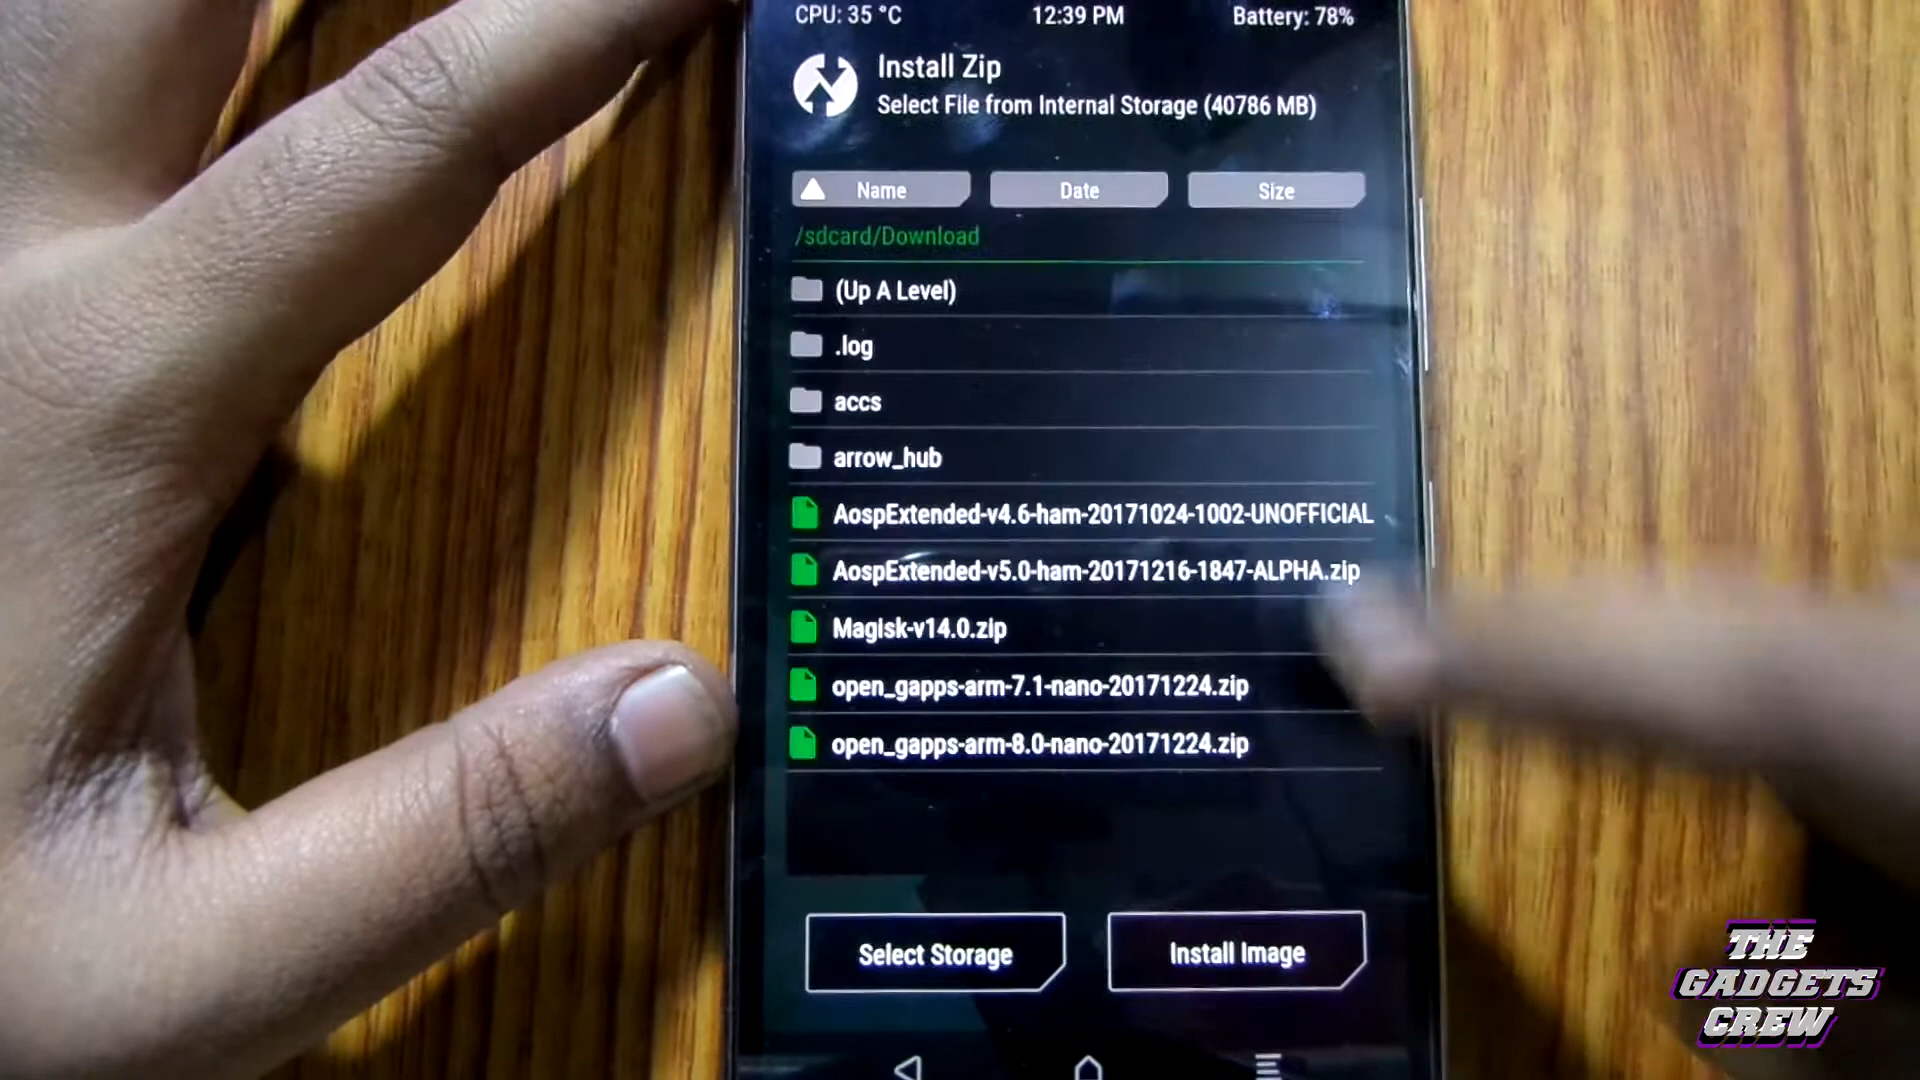 CPU: 35 °C 12:39 PM Battery: 78%
Install Zip
Select File from Internal Storage (40786 MB)
Name Date Size
/sdcard/Download
(Up A Level)
.log
accs
arrow_hub
AospExtended-v4.6-ham-20171024-1002-UNOFFICIAL
AospExtended-v5.0-ham-20171216-1847-ALPHA.zip
Magisk-v14.0.zip
open_gapps-arm-7.1-nano-20171224.zip
open_gapps-arm-8.0-nano-20171224.zip
Select Storage Install Image
THE
GADGETS
CREW